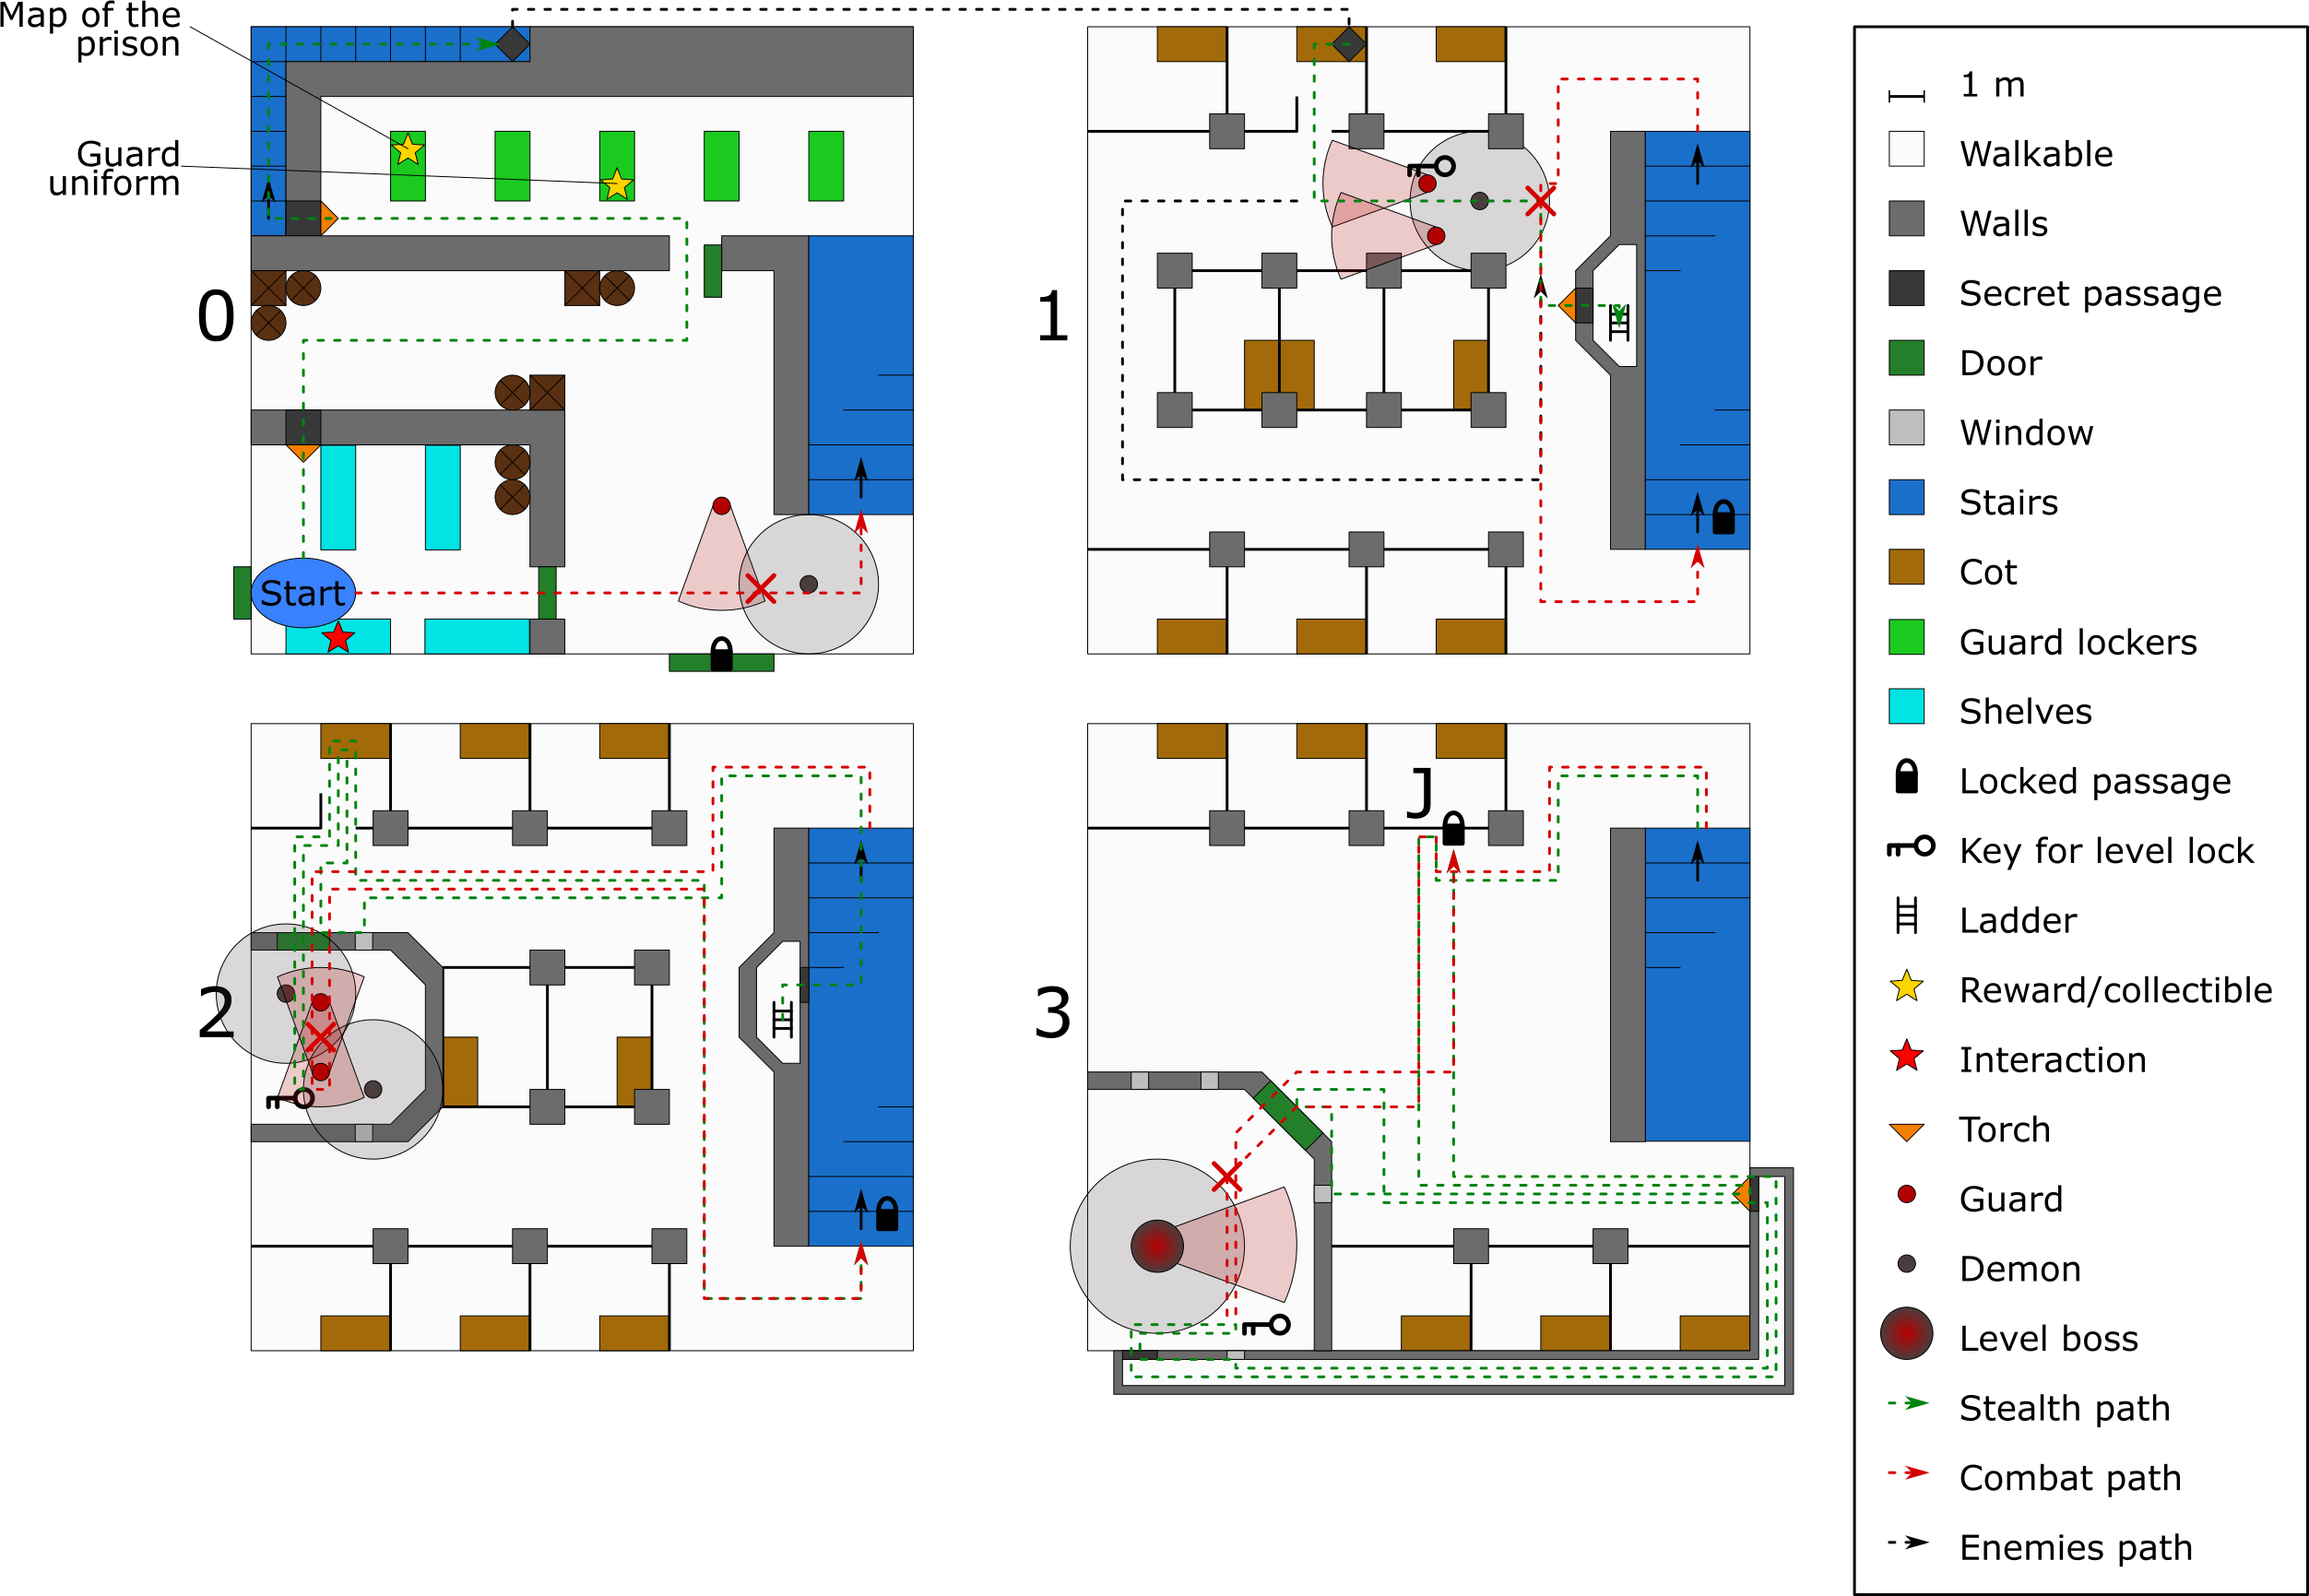 Map of the
prison
Guard
uniform
0
Start
1
2
3
J
1 m
Walkable
Walls
Secret passage
Door
Window
Stairs
Cot
Guard lockers
Shelves
Locked passage
Key for level lock
Ladder
Reward/collectible
Interaction
Torch
Guard
Demon
Level boss
Stealth path
Combat path
Enemies path